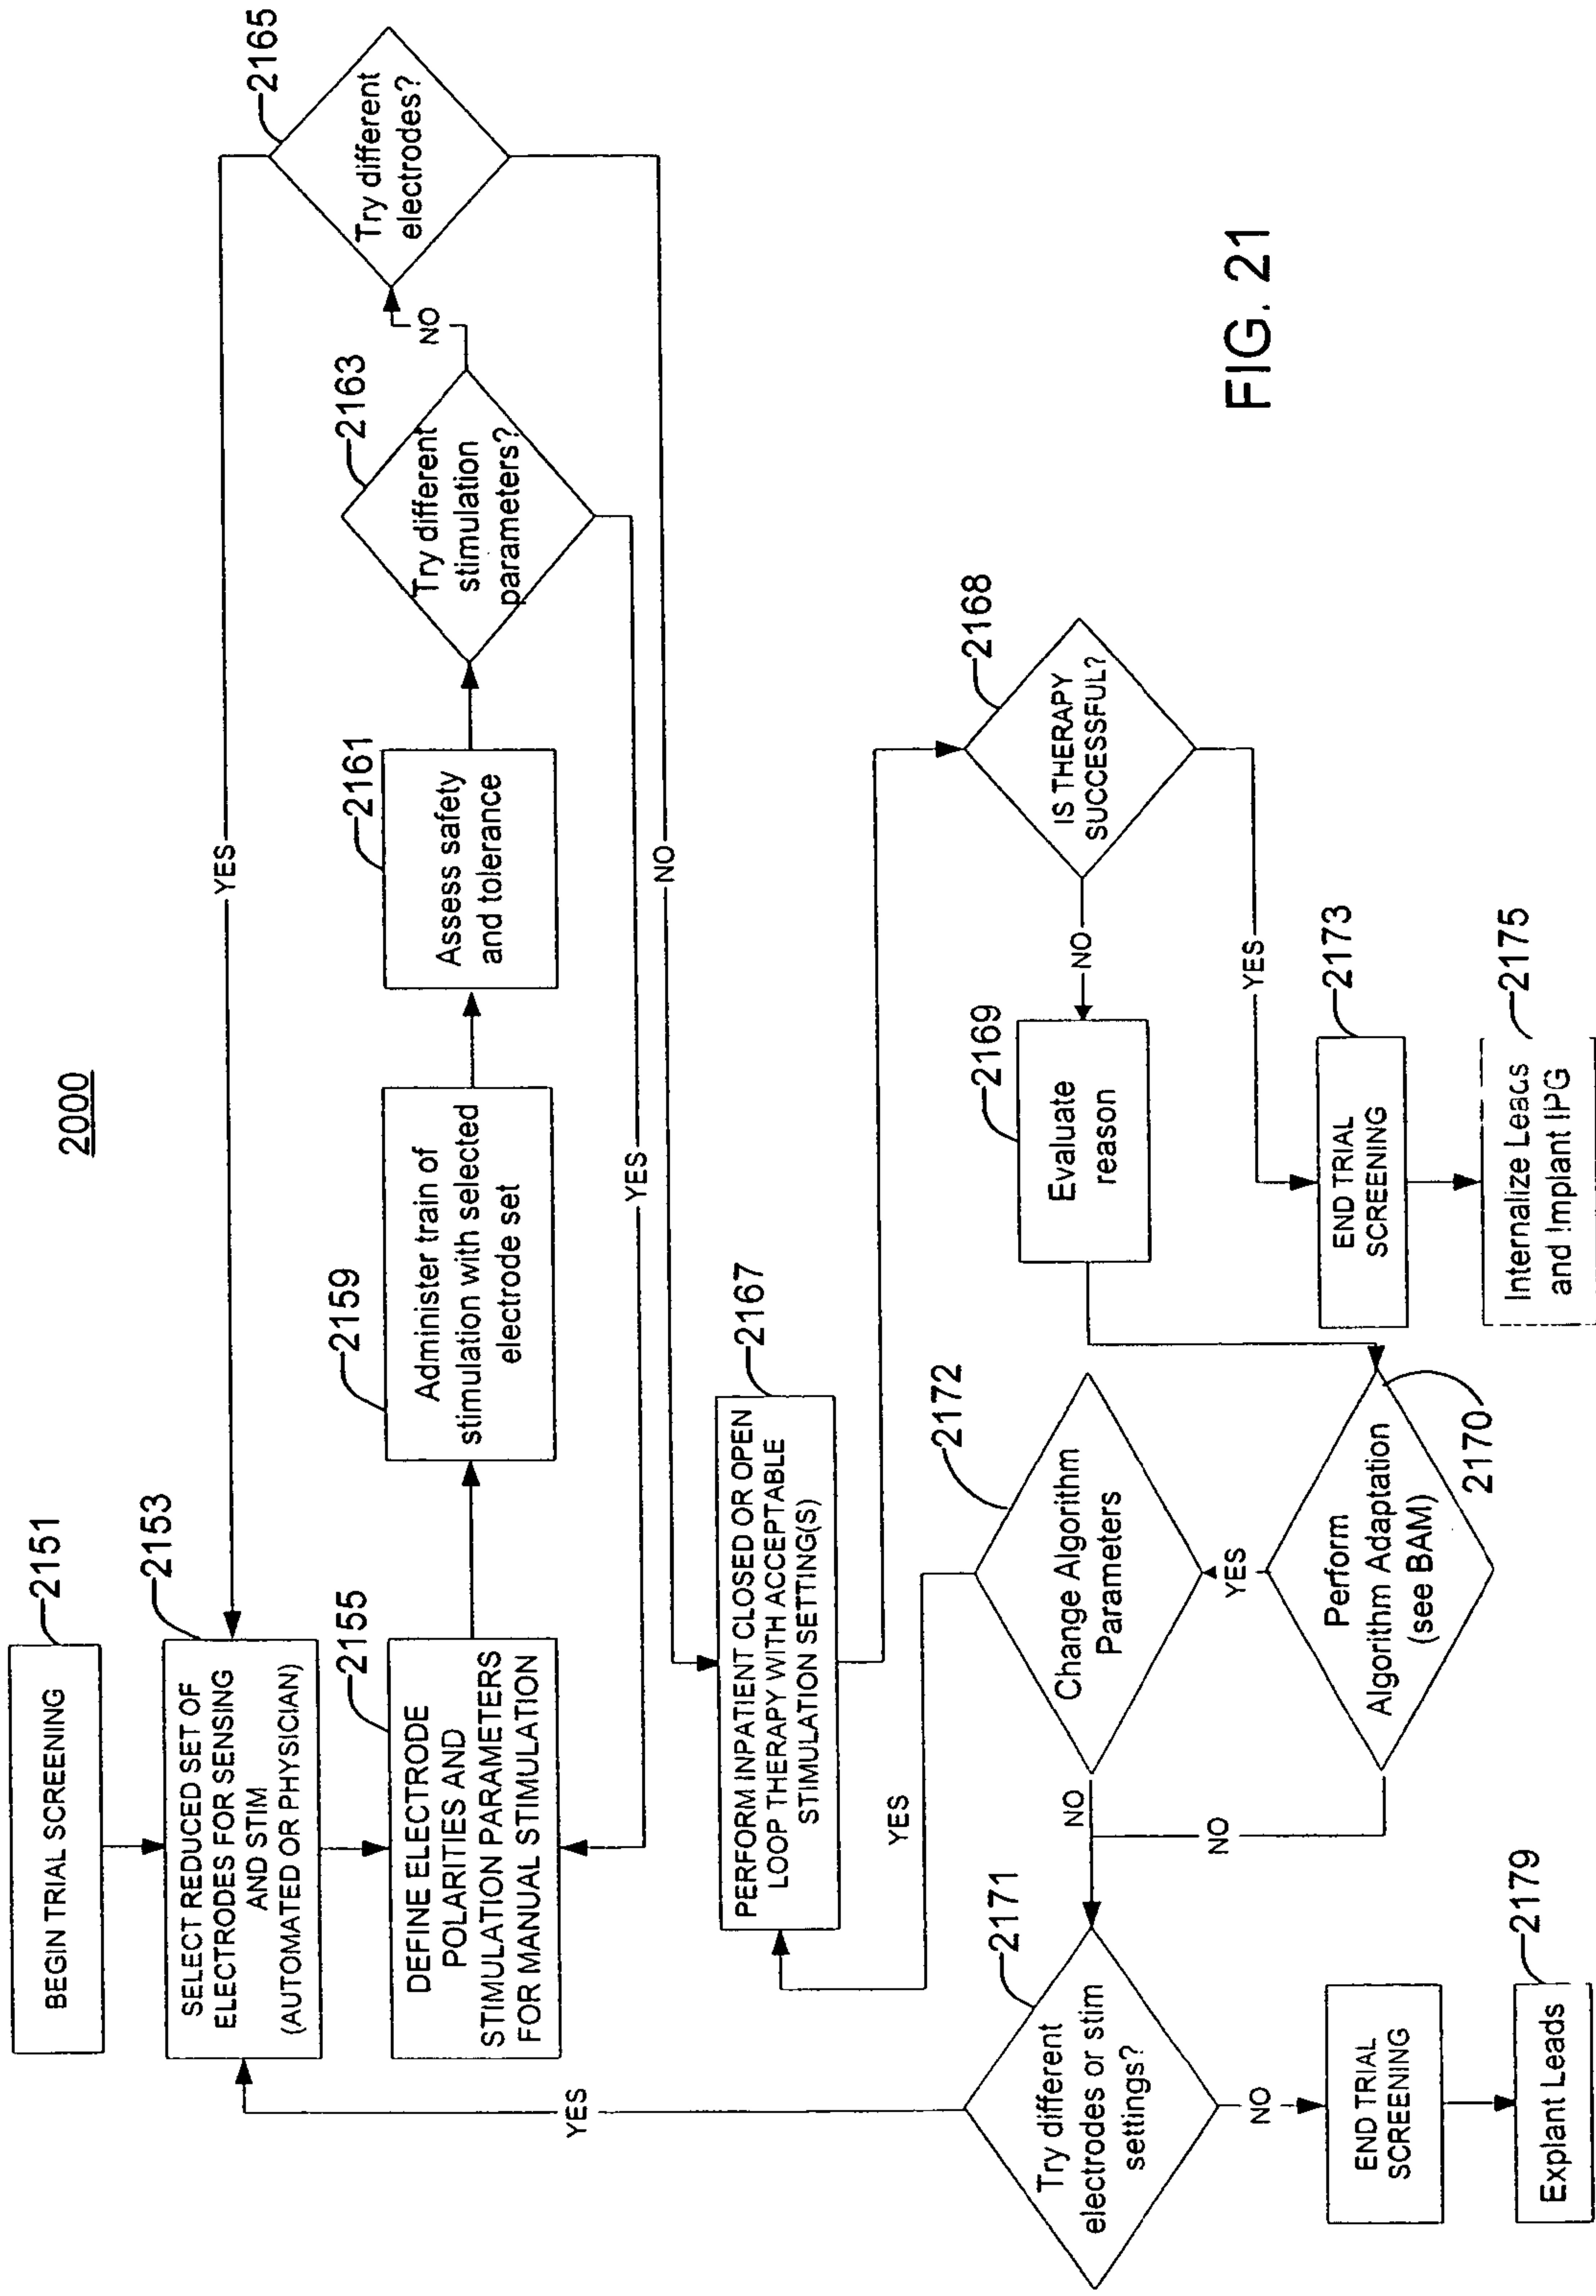 2000
BEGIN TRIAL SCREENING
2151
SELECT REDUCED SET OF
ELECTRODES FOR SENSING
AND STIM
(AUTOMATED OR PHYSICIAN)
2153
DEFINE ELECTRODE
POLARITIES AND
STIMULATION PARAMETERS
FOR MANUAL STIMULATION
2155
Administer train of
stimulation with selected
electrode set
2159
Assess safety
and tolerance
2161
Try different
stimulation
parameters?
2163
NO
YES
Try different
electrodes?
2165
YES
NO
PERFORM INPATIENT CLOSED OR OPEN
LOOP THERAPY WITH ACCEPTABLE
STIMULATION SETTING(S)
2167
IS THERAPY
SUCCESSFUL?
2168
NO
YES
Evaluate
reason
2169
Perform
Algorithm Adaptation
(see BAM)
2170
YES
NO
Change Algorithm
Parameters
2172
YES
NO
Try different
electrodes or stim
settings?
2171
YES
NO
END TRIAL
SCREENING
Explant Leads
2179
END TRIAL
SCREENING
2173
Internalize Leads
and Implant IPG
2175
FIG. 21